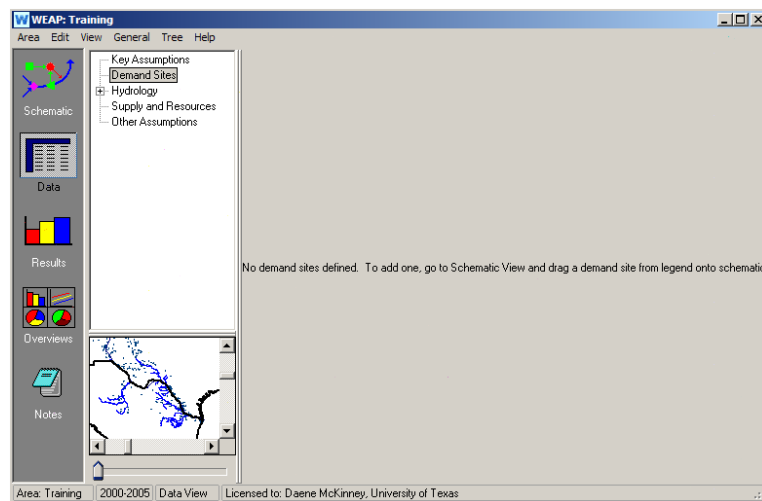 WEAP: Training
Area Edit View General Tree Help
Schematic
Data
Results
Overviews
Notes
Key Assumptions
Demand Sites
Hydrology
Supply and Resources
Other Assumptions
No demand sites defined. To add one, go to Schematic View and drag a demand site from legend onto schematic
Area: Training 2000-2005 Data View Licensed to: Daene McKinney, University of Texas